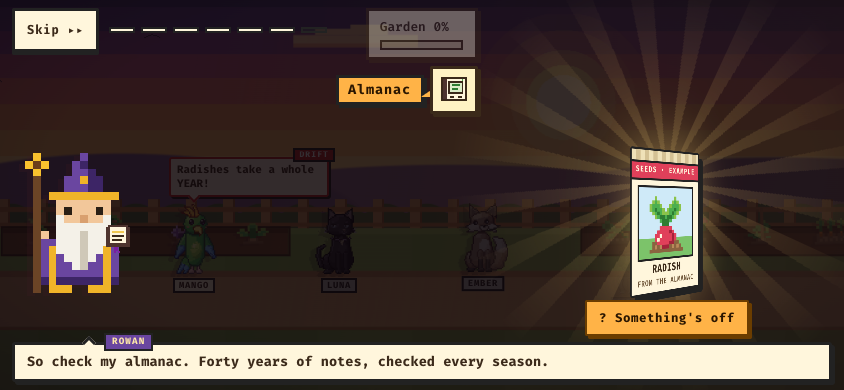 Skip ▸▸
Garden 0%
Almanac
DRIFT
Radishes take a whole
YEAR!
SEEDS · EXAMPLE
RADISH
FROM THE ALMANAC
MANGO
LUNA
EMBER
? Something's off
ROWAN
So check my almanac. Forty years of notes, checked every season.